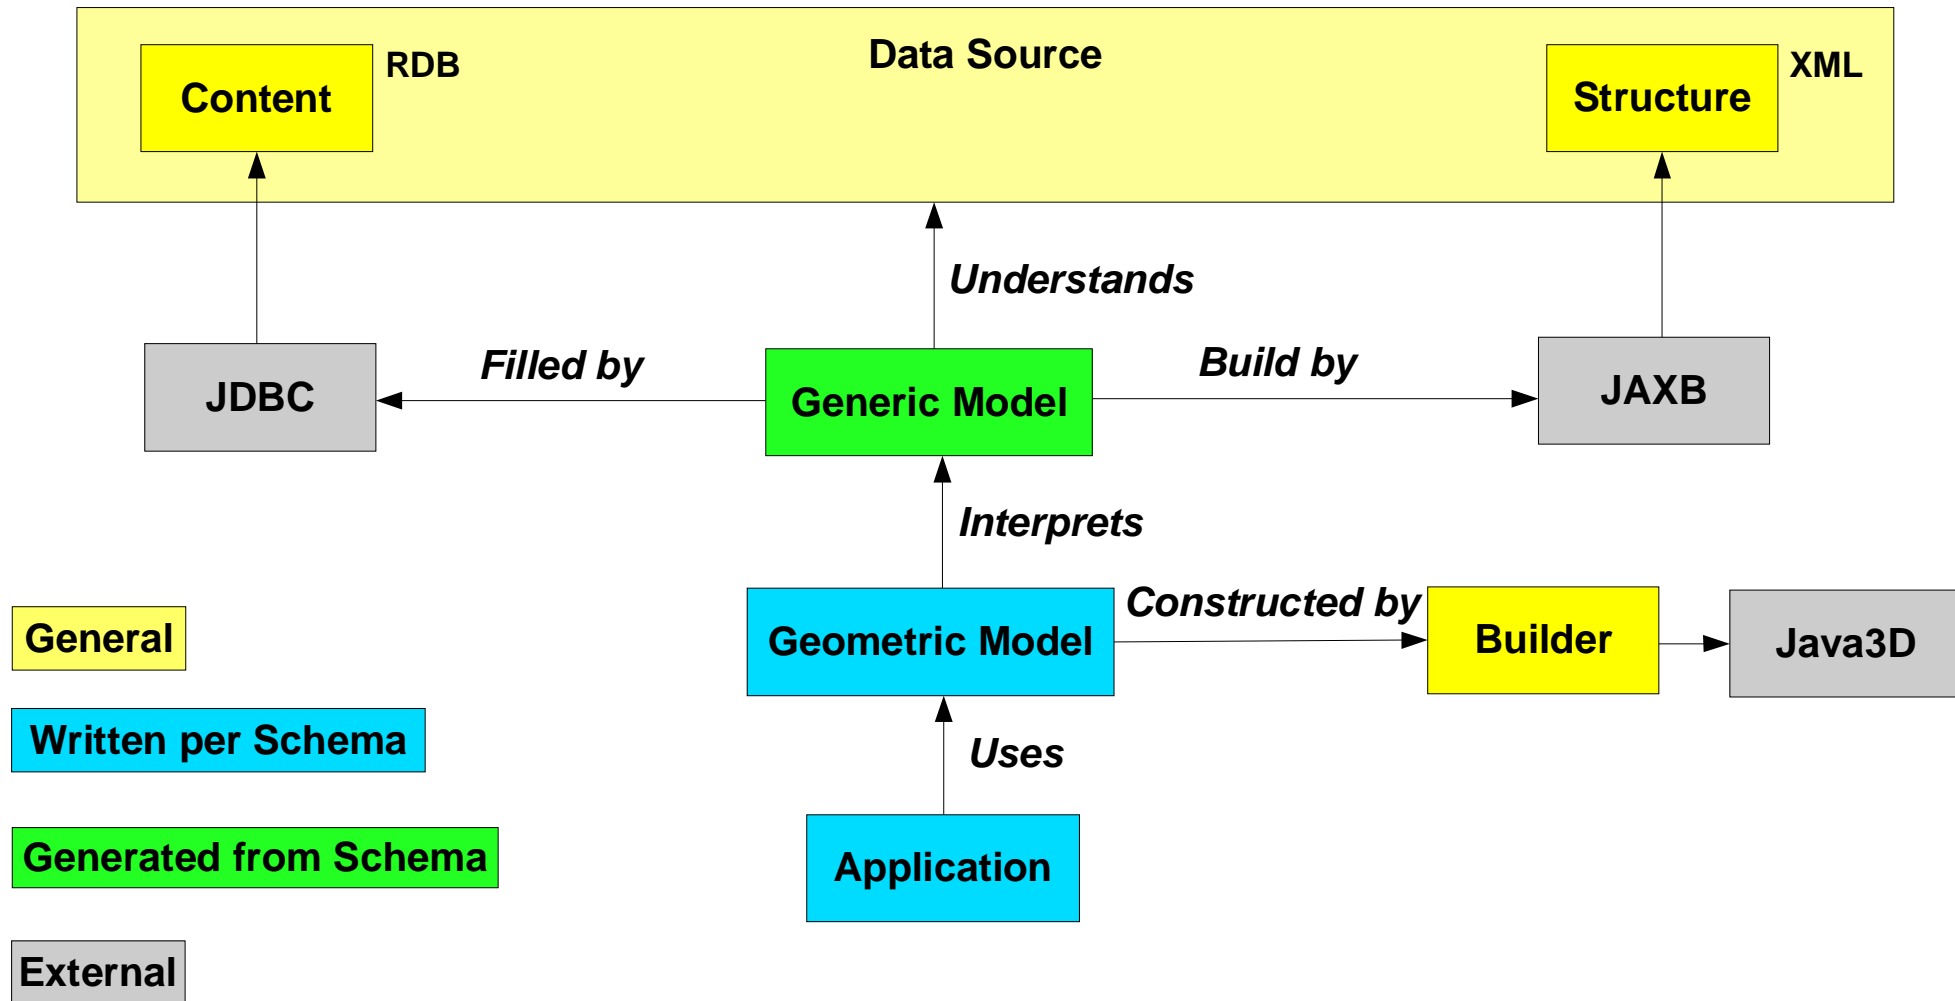 Data Source
RDB
XML
Content
Structure
Understands
Filled by
Build by
JDBC
Generic Model
JAXB
Interprets
Constructed by
General
Geometric Model
Builder
Java3D
Written per Schema
Uses
Generated from Schema
Application
External